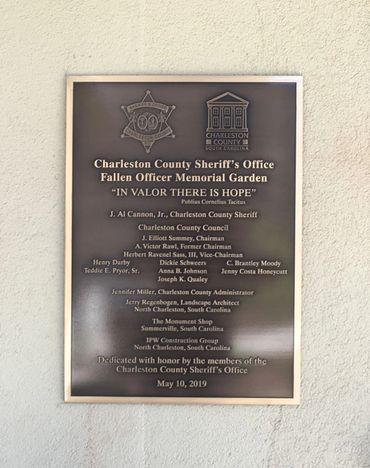 CHARLESTON
COUNTY
SOUTH CAROLINA
Charleston County Sheriff's Office
Fallen Officer Memorial Garden
"IN VALOR THERE IS HOPE"
Publius Cornelius Tacitus
J. Al Cannon, Jr., Charleston County Sheriff
Charleston County Council
J. Elliott Summey, Chairman
A. Victor Rawl, Former Chairman
Herbert Ravenel Sass, III, Vice-Chairman
Henry Darby Dickie Schweers C. Brantley Moody
Teddie E. Pryor, Sr. Anna B. Johnson Jenny Costa Honeycutt
Joseph K. Qualey
Jennifer Miller, Charleston County Administrator
Jerry Regenbogen, Landscape Architect
North Charleston, South Carolina
The Monument Shop
Summerville, South Carolina
IPW Construction Group
North Charleston, South Carolina
Dedicated with honor by the members of the
Charleston County Sheriff's Office
May 10, 2019